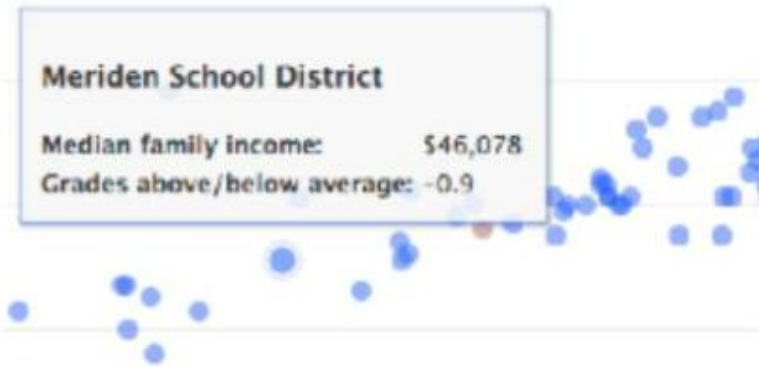 Meriden School District
Median family income: $46,078
Grades above/below average: -0.9